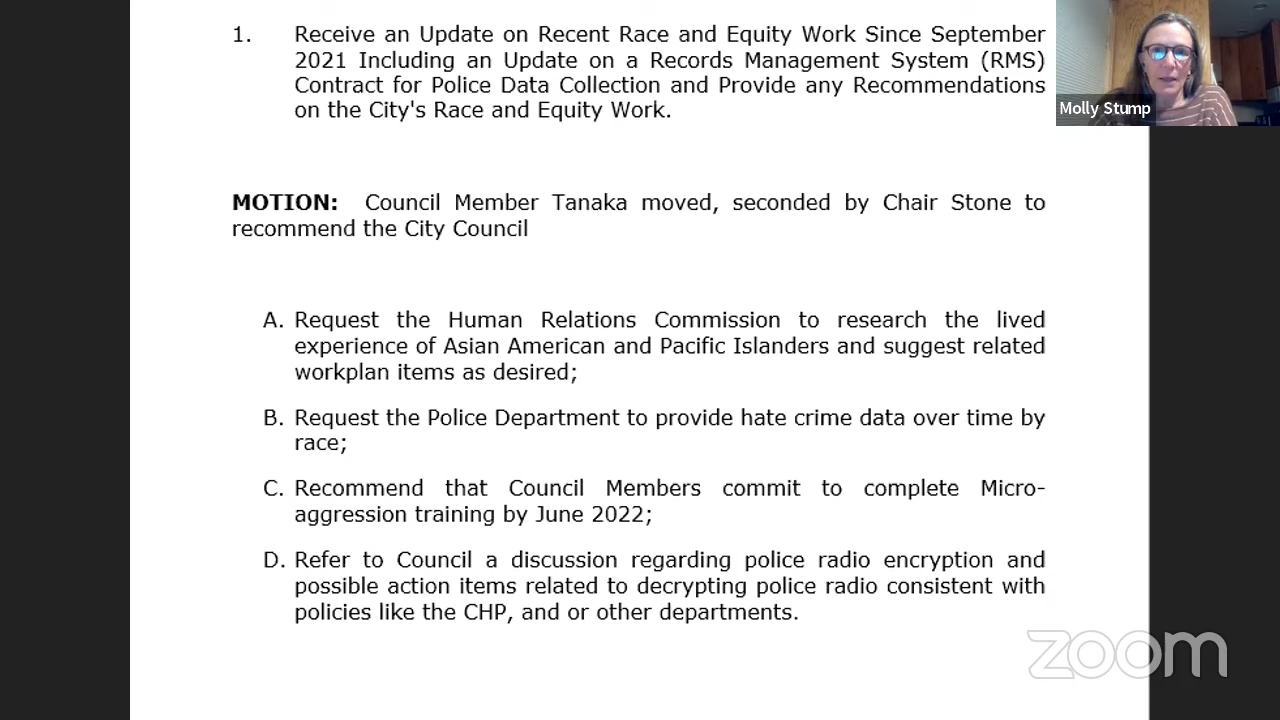 1. Receive an Update on Recent Race and Equity Work Since September
2021 Including an Update on a Records Management System (RMS)
Contract for Police Data Collection and Provide any Recommendations
on the City's Race and Equity Work.
Molly Stump
MOTION: Council Member Tanaka moved, seconded by Chair Stone to
recommend the City Council
A. Request the Human Relations Commission to research the lived
experience of Asian American and Pacific Islanders and suggest related
workplan items as desired;
B. Request the Police Department to provide hate crime data over time by
race;
C. Recommend that Council Members commit to complete Micro-
aggression training by June 2022;
D. Refer to Council a discussion regarding police radio encryption and
possible action items related to decrypting police radio consistent with
policies like the CHP, and or other departments.
zoom